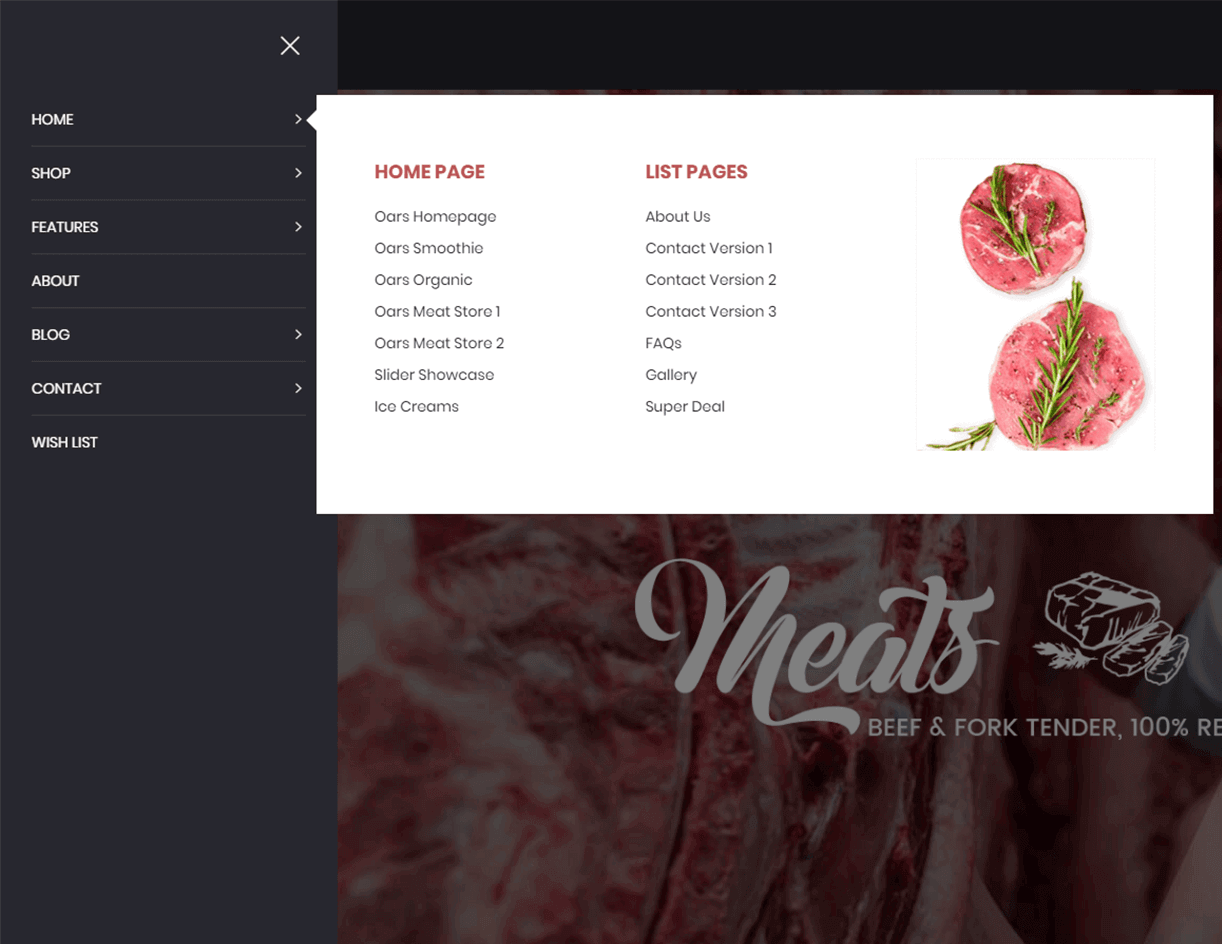 HOME
SHOP
FEATURES
ABOUT
BLOG
CONTACT
WISH LIST
HOME PAGE
Oars Homepage
Oars Smoothie
Oars Organic
Oars Meat Store 1
Oars Meat Store 2
Slider Showcase
Ice Creams
LIST PAGES
About Us
Contact Version 1
Contact Version 2
Contact Version 3
FAQs
Gallery
Super Deal
Meats
BEEF & FORK TENDER, 100% RE